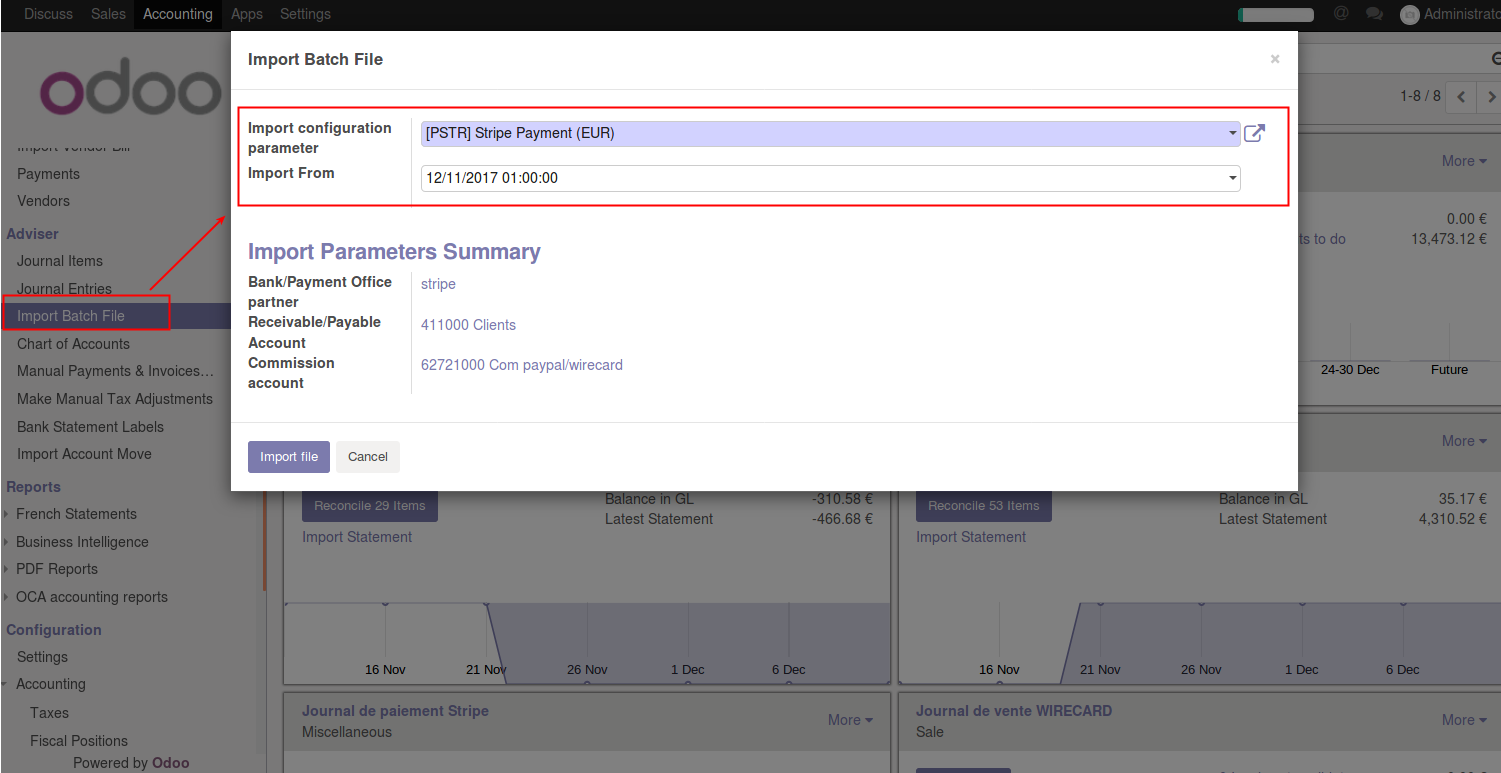 Discuss Sales Accounting Apps Settings
@ Administrato
odoo
Import Vendor Bill
Payments
Vendors
Adviser
Journal Items
Journal Entries
Import Batch File
Chart of Accounts
Manual Payments & Invoices...
Make Manual Tax Adjustments
Bank Statement Labels
Import Account Move
Reports
French Statements
Business Intelligence
PDF Reports
OCA accounting reports
Configuration
Settings
Accounting
Taxes
Fiscal Positions
Powered by Odoo
Import Batch File
×
Import configuration
parameter
[PSTR] Stripe Payment (EUR)
Import From
12/11/2017 01:00:00
Import Parameters Summary
Bank/Payment Office
partner
stripe
Receivable/Payable
Account
411000 Clients
Commission
account
62721000 Com paypal/wirecard
Import file
Cancel
1-8 / 8
More
0.00 €
ts to do 13,473.12 €
24-30 Dec Future
More
Reconcile 29 Items
Import Statement
Balance in GL -310.58 €
Latest Statement -466.68 €
16 Nov 21 Nov 26 Nov 1 Dec 6 Dec
Reconcile 53 Items
Import Statement
Balance in GL 35.17 €
Latest Statement 4,310.52 €
16 Nov 21 Nov 26 Nov 1 Dec 6 Dec
Journal de paiement Stripe
Miscellaneous
More
Journal de vente WIRECARD
Sale
More